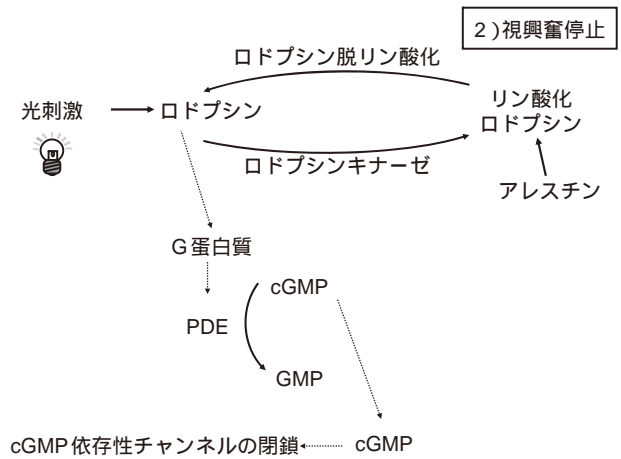 2）視興奮停止
ロドプシン脱リン酸化
光刺激
ロドプシン
リン酸化
ロドプシン
ロドプシンキナーゼ
アレスチン
G蛋白質
cGMP
PDE
GMP
cGMP依存性チャンネルの閉鎖
cGMP